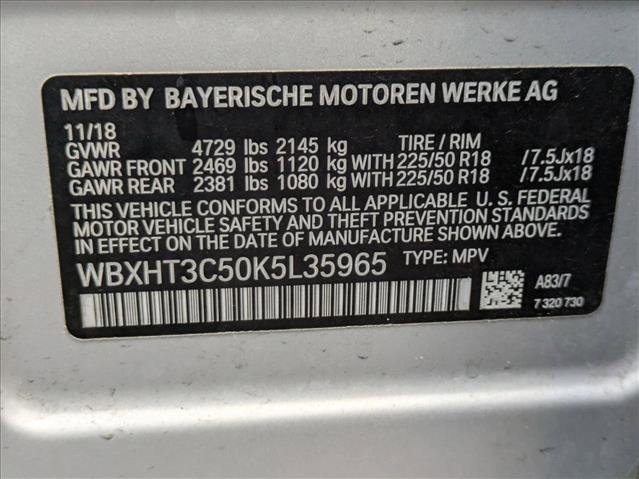 MFD BY BAYERISCHE MOTOREN WERKE AG
11/18
GVWR 4729 lbs 2145 kg TIRE / RIM
GAWR FRONT 2469 lbs 1120 kg WITH 225/50 R18 /7.5Jx18
GAWR REAR 2381 lbs 1080 kg WITH 225/50 R18 /7.5Jx18
THIS VEHICLE CONFORMS TO ALL APPLICABLE U. S. FEDERAL
MOTOR VEHICLE SAFETY AND THEFT PREVENTION STANDARDS
IN EFFECT ON THE DATE OF MANUFACTURE SHOWN ABOVE.
WBXHT3C50K5L35965 TYPE: MPV
A83/7
7 320 730